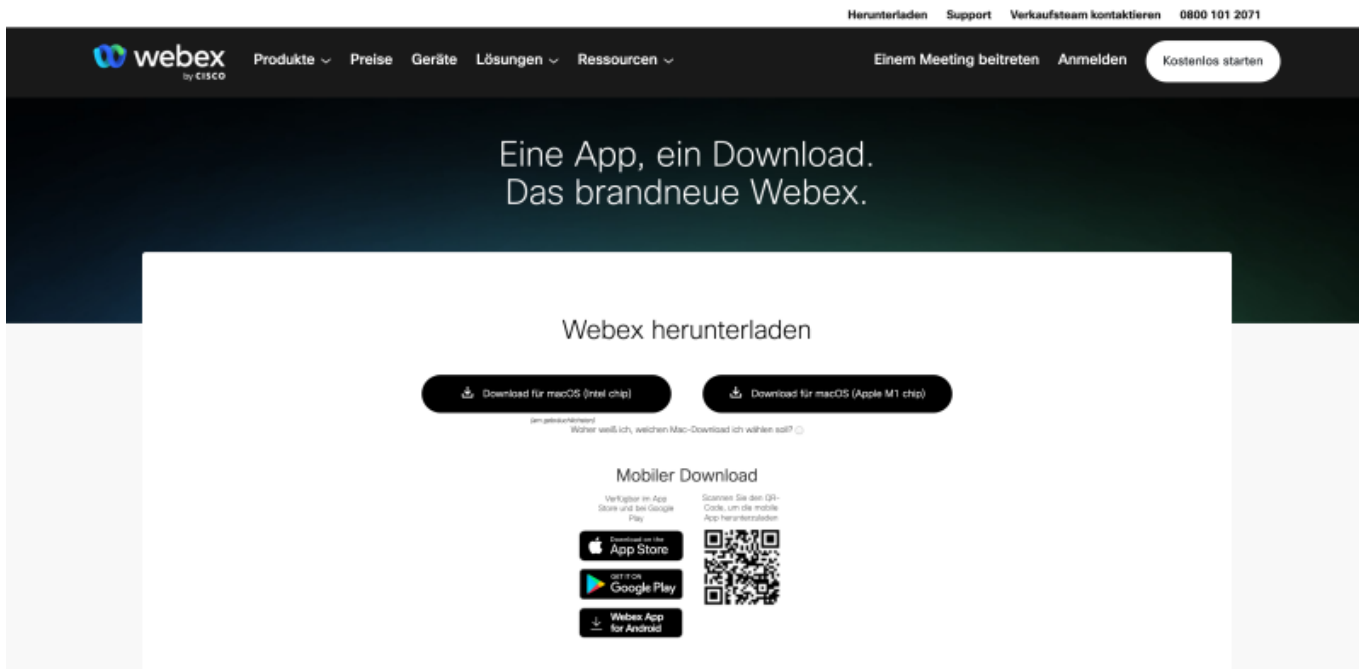 Herunterladen Support Verkaufsteam kontaktieren 0800 101 2071
webex
by CISCO
Produkte Preise Geräte Lösungen Ressourcen Einem Meeting beitreten Anmelden Kostenlos starten
Eine App, ein Download.
Das brandneue Webex.
Webex herunterladen
Download für macOS (Intel chip) Download für macOS (Apple M1 chip)
(am gebräuchlichsten)
Woher weiß ich, welchen Mac-Download ich wählen soll?
Mobiler Download
Verfügbar im App
Store und bei Google
Play
Scannen Sie den QR-
Code, um die mobile
App herunterzuladen
Download on the
App Store
GET IT ON
Google Play
Webex App
for Android